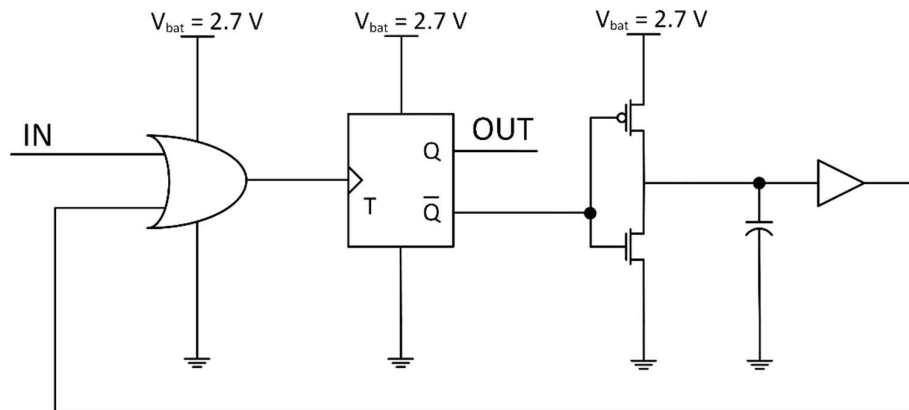 V_bat = 2.7 V
V_bat = 2.7 V
V_bat = 2.7 V
IN
Q
OUT
T
Q̅